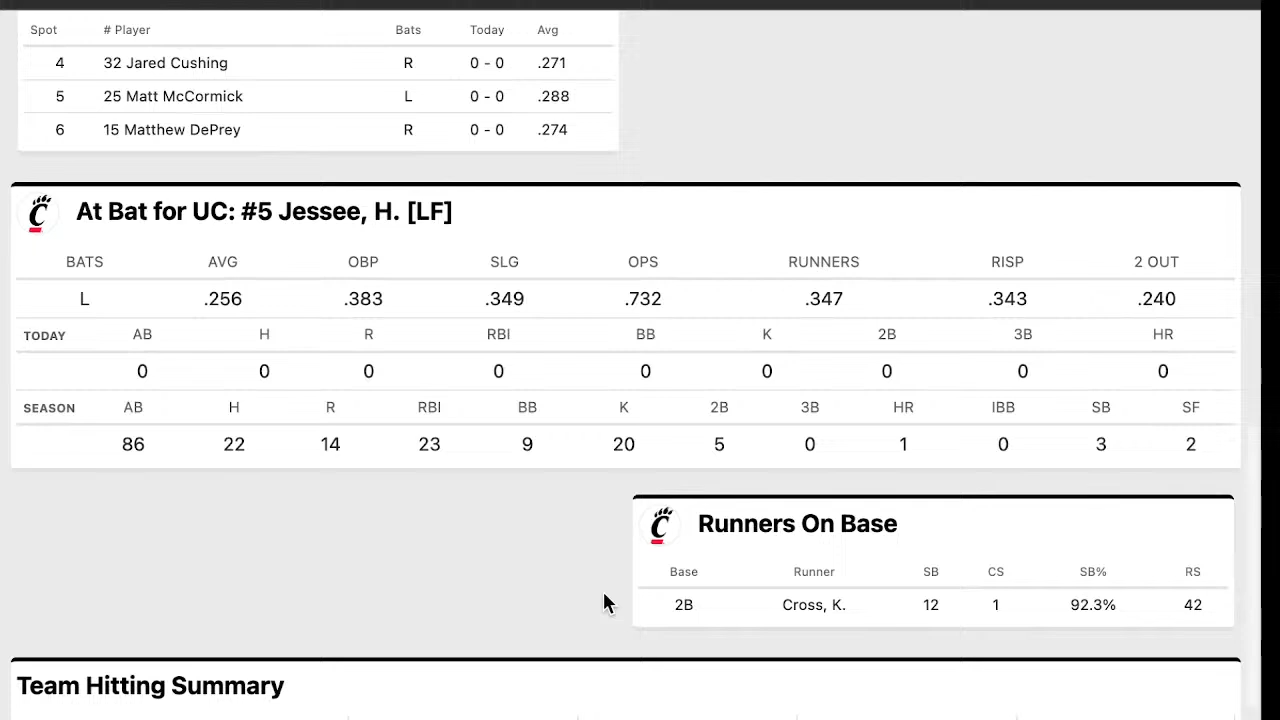 Spot # Player Bats Today Avg
4 32 Jared Cushing R 0 - 0 .271
5 25 Matt McCormick L 0 - 0 .288
6 15 Matthew DePrey R 0 - 0 .274
At Bat for UC: #5 Jessee, H. [LF]
BATS AVG OBP SLG OPS RUNNERS RISP 2 OUT
L .256 .383 .349 .732 .347 .343 .240
TODAY AB H R RBI BB K 2B 3B HR
0 0 0 0 0 0 0 0 0
SEASON AB H R RBI BB K 2B 3B HR IBB SB SF
86 22 14 23 9 20 5 0 1 0 3 2
Runners On Base
Base Runner SB CS SB% RS
2B Cross, K. 12 1 92.3% 42
Team Hitting Summary